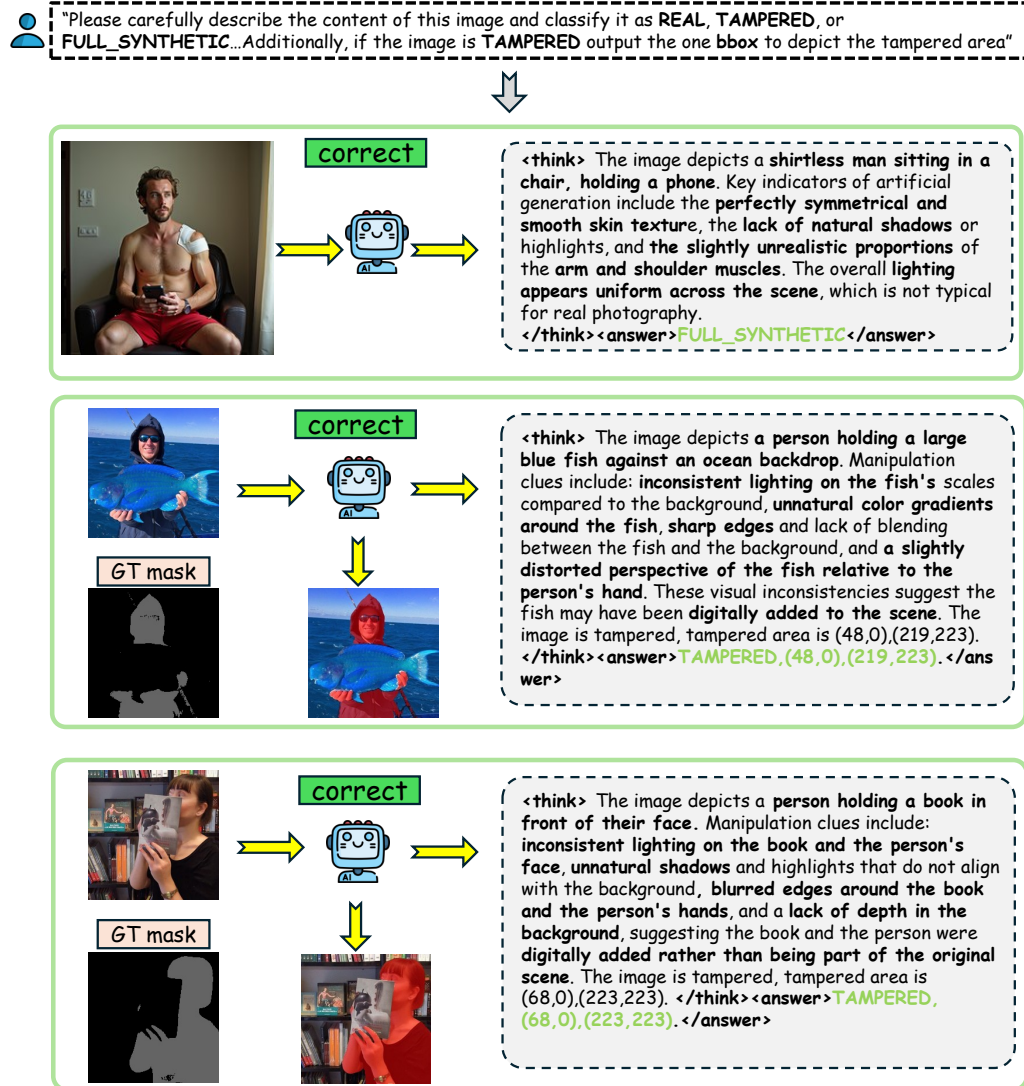 "Please carefully describe the content of this image and classify it as REAL, TAMPERED, or
FULL_SYNTHETIC...Additionally, if the image is TAMPERED output the one bbox to depict the tampered area"
correct
<think> The image depicts a shirtless man sitting in a
chair, holding a phone. Key indicators of artificial
generation include the perfectly symmetrical and
smooth skin texture, the lack of natural shadows or
highlights, and the slightly unrealistic proportions of
the arm and shoulder muscles. The overall lighting
appears uniform across the scene, which is not typical
for real photography.
</think><answer>FULL_SYNTHETIC</answer>
AI
correct
<think> The image depicts a person holding a large
blue fish against an ocean backdrop. Manipulation
clues include: inconsistent lighting on the fish's scales
compared to the background, unnatural color gradients
around the fish, sharp edges and lack of blending
between the fish and the background, and a slightly
distorted perspective of the fish relative to the
person's hand. These visual inconsistencies suggest the
fish may have been digitally added to the scene. The
image is tampered, tampered area is (48,0),(219,223).
</think><answer>TAMPERED,(48,0),(219,223).</ans
wer>
AI
GT mask
correct
<think> The image depicts a person holding a book in
front of their face. Manipulation clues include:
inconsistent lighting on the book and the person's
face, unnatural shadows and highlights that do not align
with the background, blurred edges around the book
and the person's hands, and a lack of depth in the
background, suggesting the book and the person were
digitally added rather than being part of the original
scene. The image is tampered, tampered area is
(68,0),(223,223). </think><answer>TAMPERED,
(68,0),(223,223).</answer>
AI
GT mask